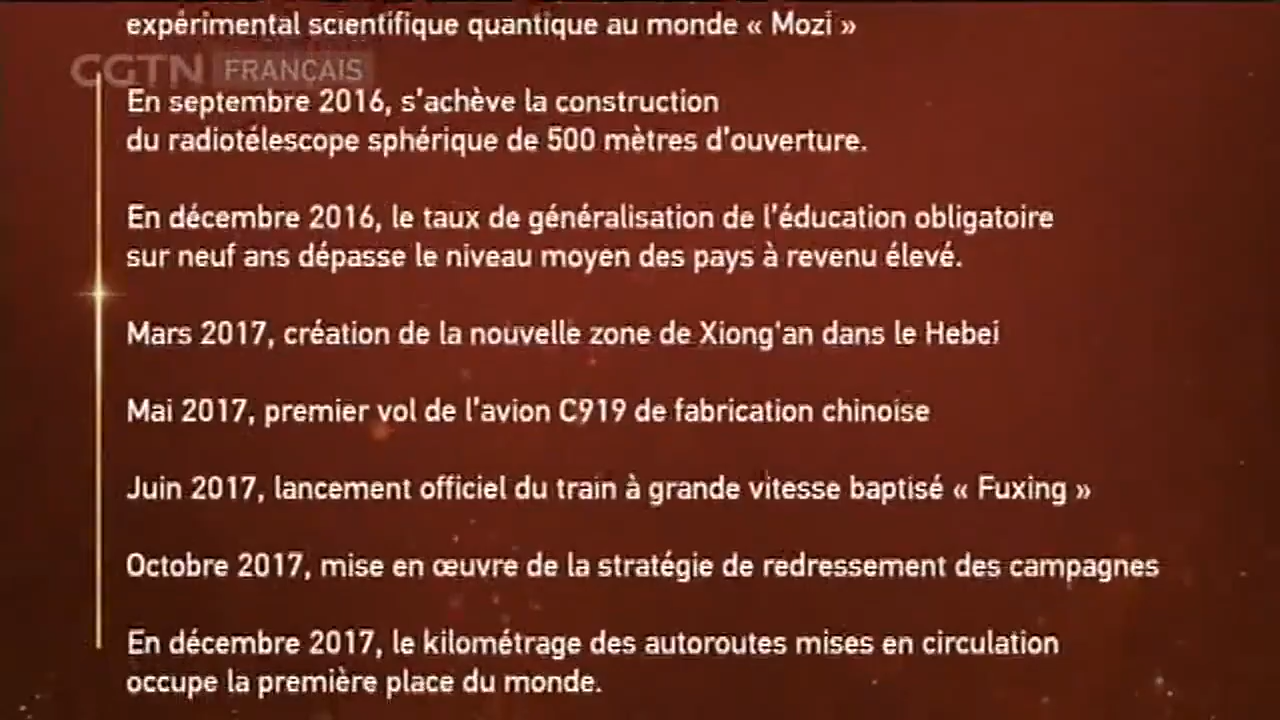 expérimental scientifique quantique au monde « Mozi »
CGTN FRANÇAIS
En septembre 2016, s'achève la construction
du radiotélescope sphérique de 500 mètres d'ouverture.
En décembre 2016, le taux de généralisation de l'éducation obligatoire
sur neuf ans dépasse le niveau moyen des pays à revenu élevé.
Mars 2017, création de la nouvelle zone de Xiong'an dans le Hebei
Mai 2017, premier vol de l'avion C919 de fabrication chinoise
Juin 2017, lancement officiel du train à grande vitesse baptisé « Fuxing »
Octobre 2017, mise en œuvre de la stratégie de redressement des campagnes
En décembre 2017, le kilométrage des autoroutes mises en circulation
occupe la première place du monde.